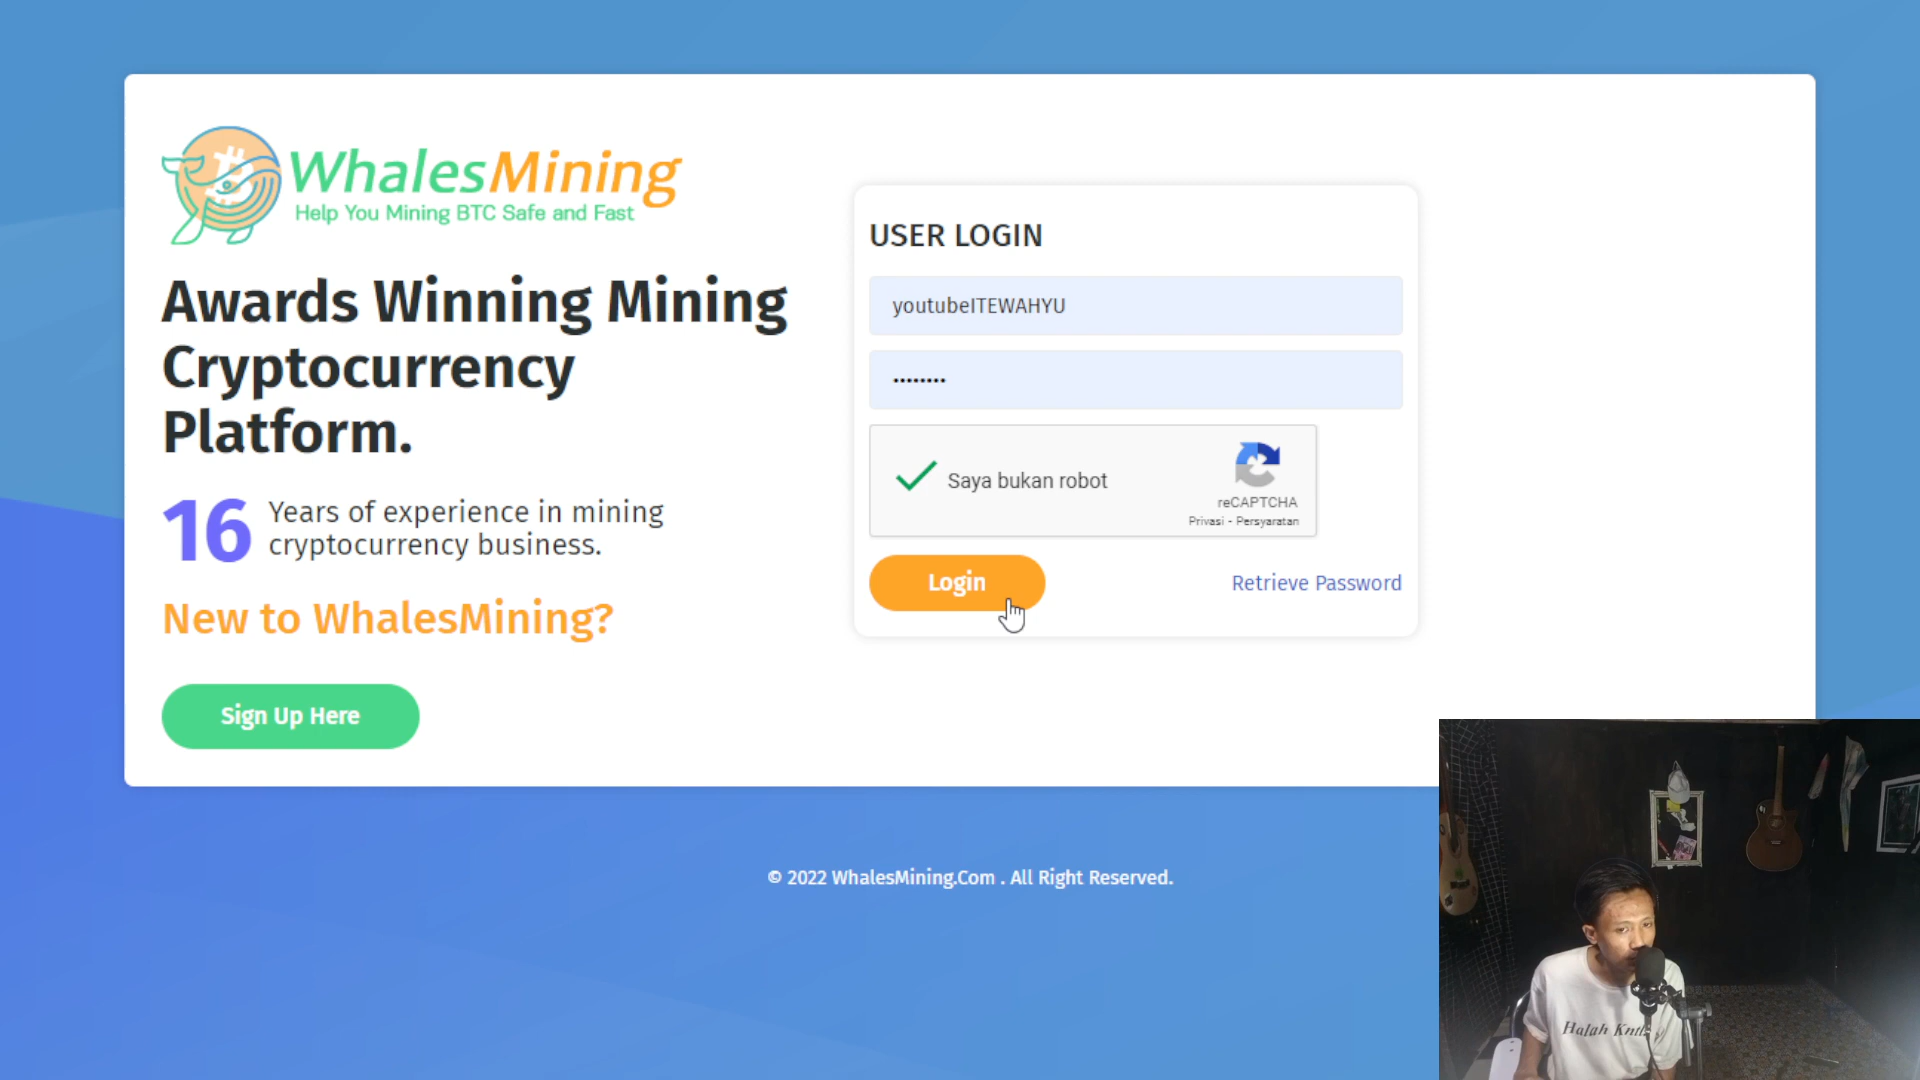 WhalesMining
Help You Mining BTC Safe and Fast
Awards Winning Mining
Cryptocurrency
Platform.
16
Years of experience in mining
cryptocurrency business.
New to WhalesMining?
Sign Up Here
USER LOGIN
youtubeITEWAHYU
••••••••
Saya bukan robot
reCAPTCHA
Privasi - Persyaratan
Login
Retrieve Password
© 2022 WhalesMining.Com . All Right Reserved.
Halah